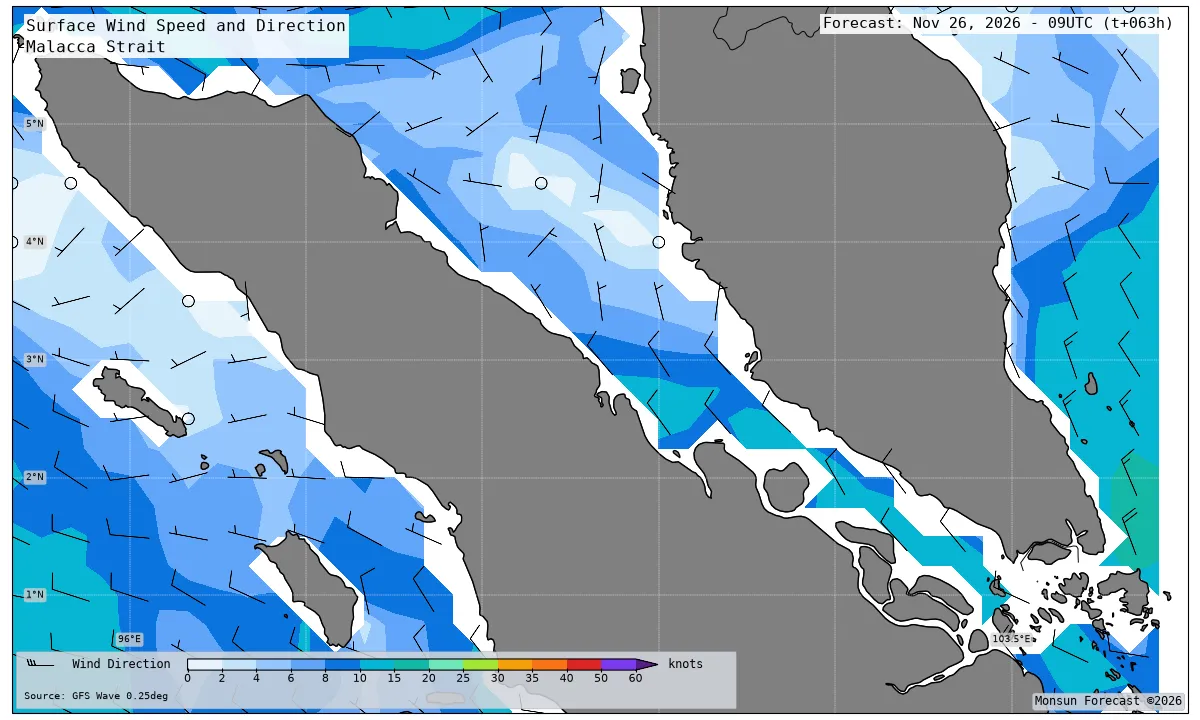 Surface Wind Speed and Direction
Malacca Strait
Forecast: Nov 26, 2026 - 09UTC (t+063h)
5°N
4°N
3°N
2°N
1°N
96°E
103.5°E
Wind Direction
knots
0 2 4 6 8 10 15 20 25 30 35 40 50 60
Source: GFS Wave 0.25deg
Monsun Forecast ©2026